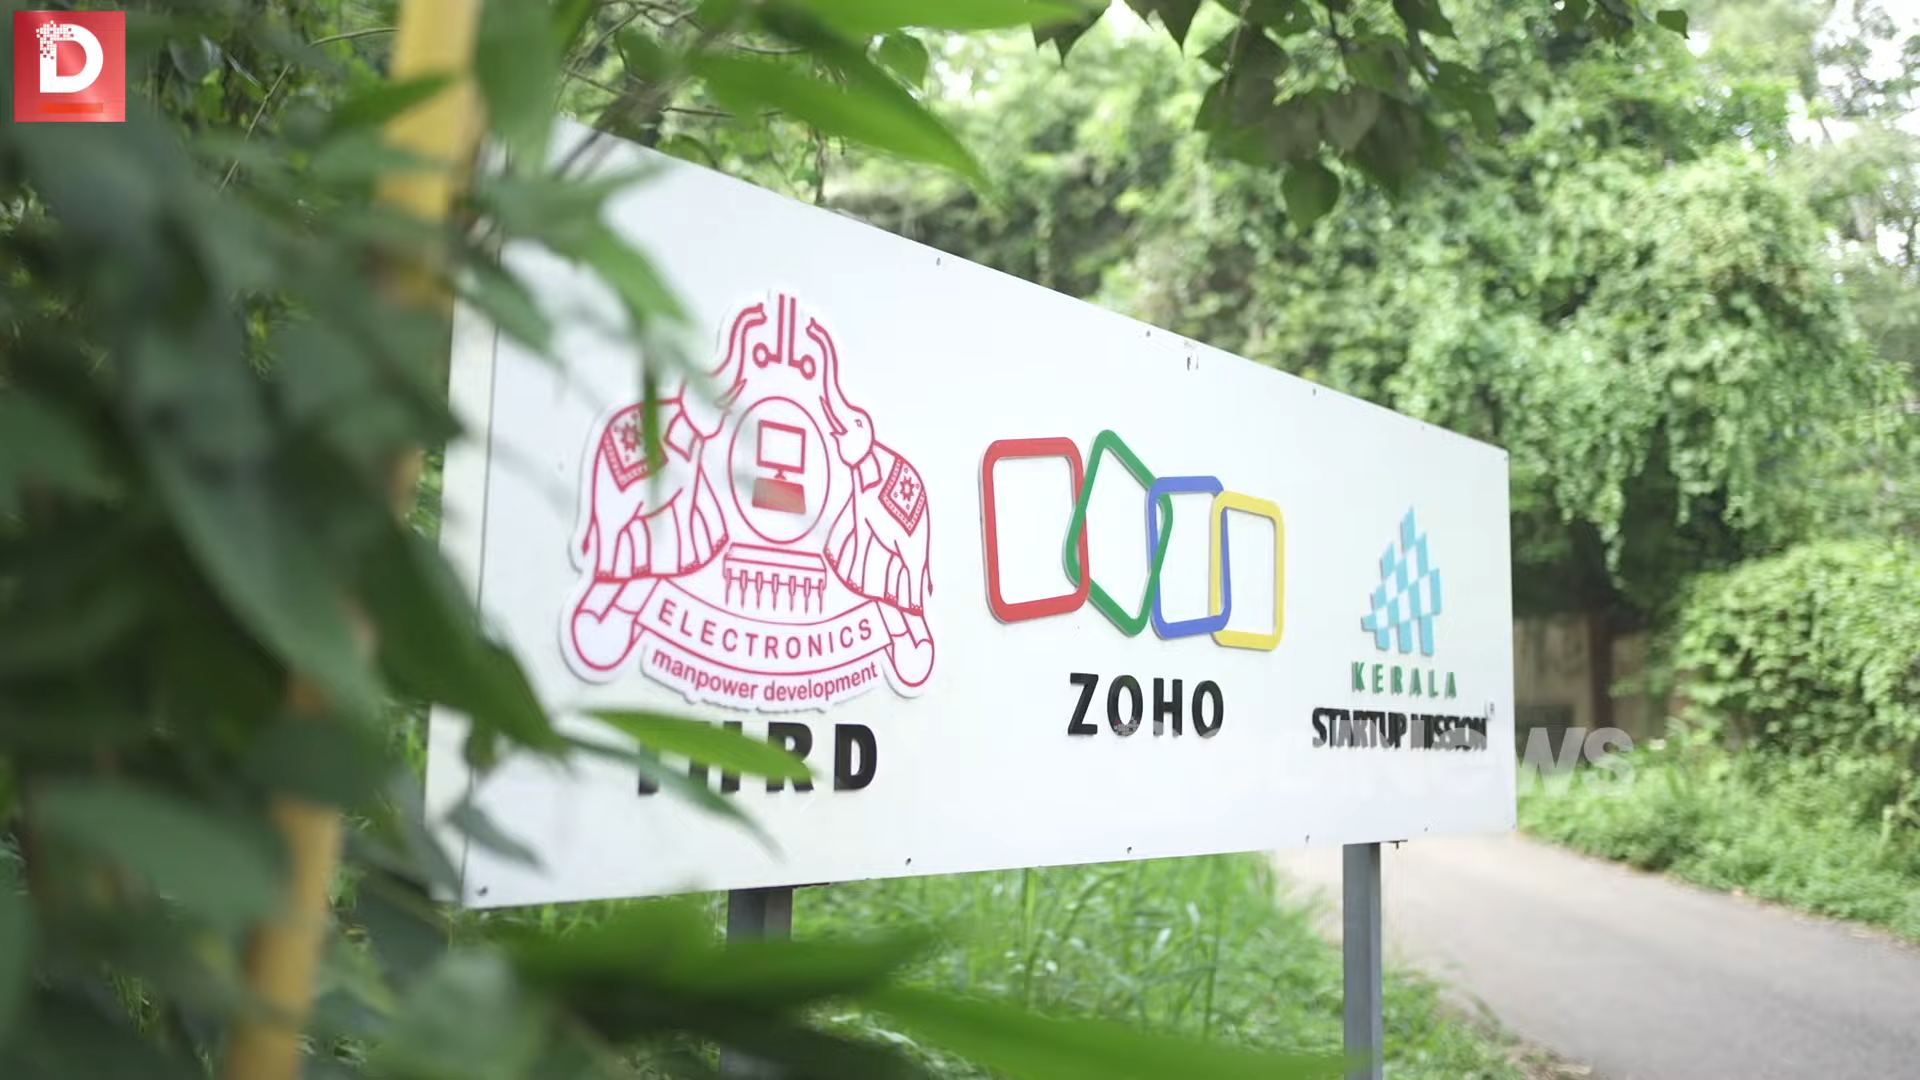 D
ELECTRONICS
manpower development
ZOHO
KERALA
STARTUP MISSION